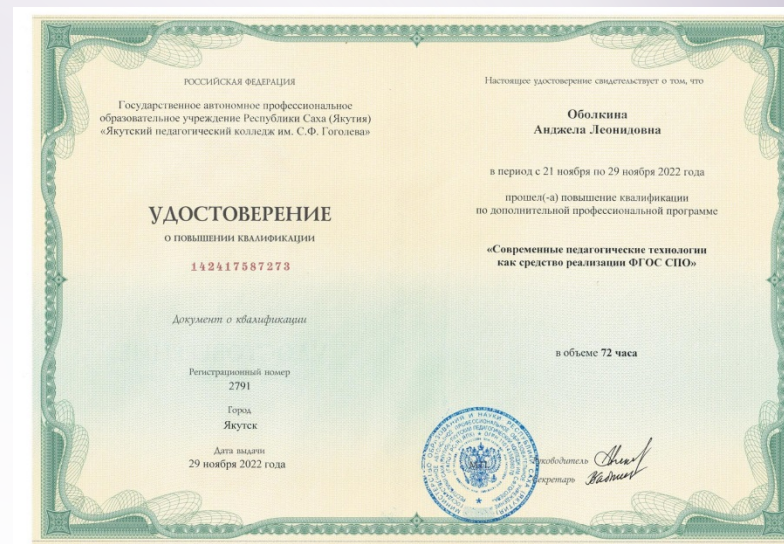 РОССИЙСКАЯ ФЕДЕРАЦИЯ
Государственное автономное профессиональное
образовательное учреждение Республики Саха (Якутия)
«Якутский педагогический колледж им. С.Ф. Гоголева»
УДОСТОВЕРЕНИЕ
О ПОВЫШЕНИИ КВАЛИФИКАЦИИ
142417587273
Документ о квалификации
Регистрационный номер
2791
Город
Якутск
Дата выдачи
29 ноября 2022 года
Настоящее удостоверение свидетельствует о том, что
Оболкина
Анджела Леонидовна
в период с 21 ноября по 29 ноября 2022 года
прошел(-а) повышение квалификации
по дополнительной профессиональной программе
«Современные педагогические технологии
как средство реализации ФГОС СПО»
в объеме 72 часа
М.П.
Руководитель
Секретарь